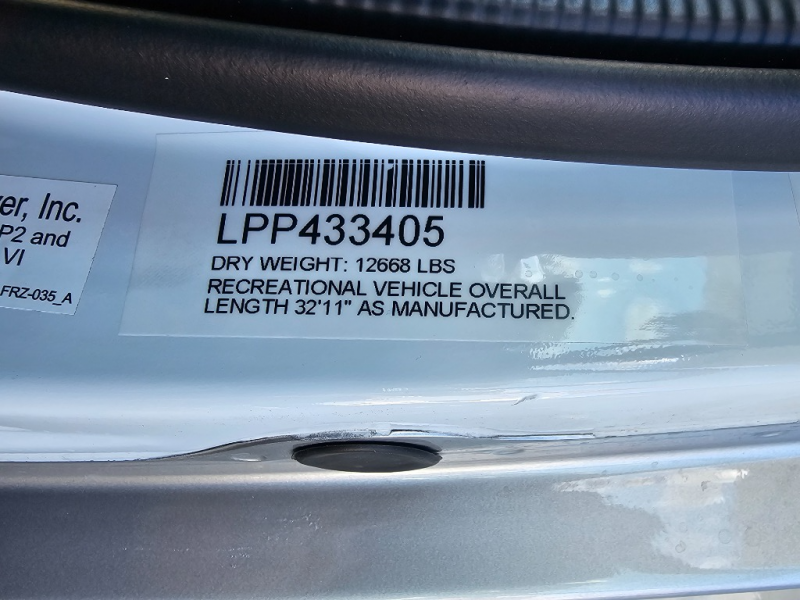 er, Inc.
P2 and
VI
FRZ-035_A
LPP433405
DRY WEIGHT: 12668 LBS
RECREATIONAL VEHICLE OVERALL
LENGTH 32'11" AS MANUFACTURED.